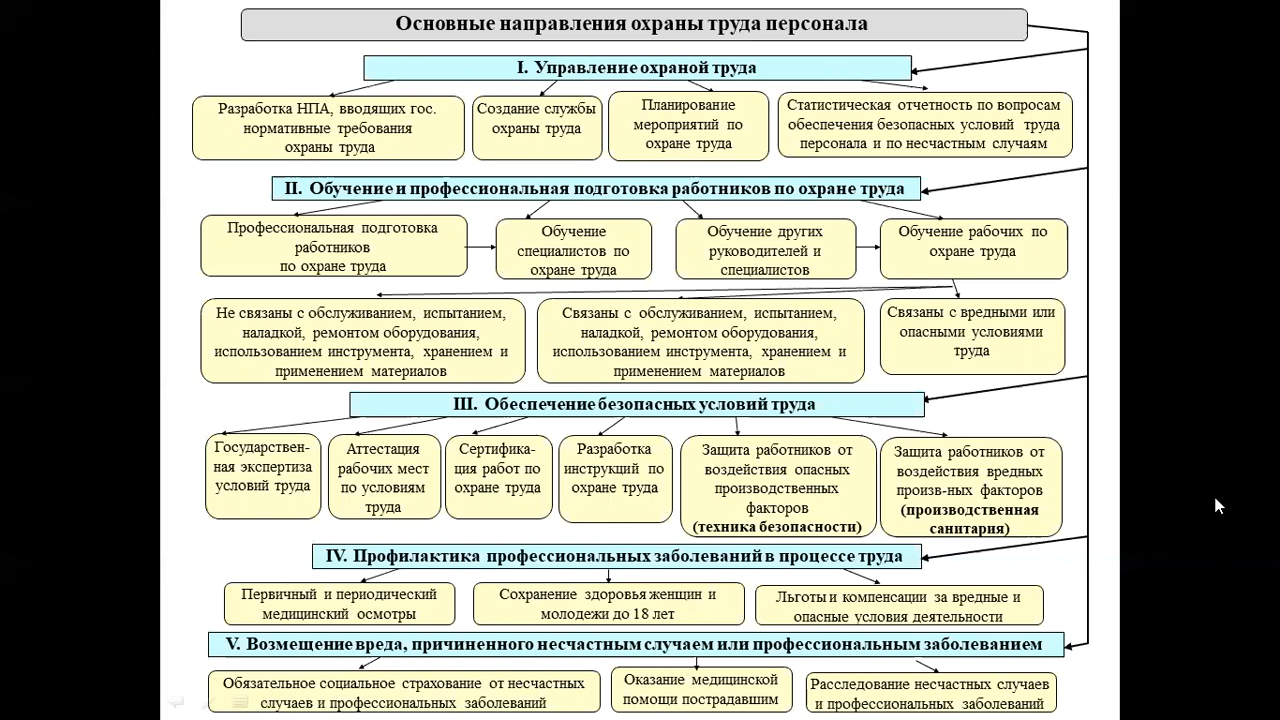 Основные направления охраны труда персонала
I. Управление охраной труда
Разработка НПА, вводящих гос.
нормативные требования
охраны труда
Создание службы
охраны труда
Планирование
мероприятий по
охране труда
Статистическая отчетность по вопросам
обеспечения безопасных условий труда
персонала и по несчастным случаям
II. Обучение и профессиональная подготовка работников по охране труда
Профессиональная подготовка
работников
по охране труда
Обучение
специалистов по
охране труда
Обучение других
руководителей и
специалистов
Обучение рабочих по
охране труда
Не связаны с обслуживанием, испытанием,
наладкой, ремонтом оборудования,
использованием инструмента, хранением и
применением материалов
Связаны с обслуживанием, испытанием,
наладкой, ремонтом оборудования,
использованием инструмента, хранением и
применением материалов
Связаны с вредными или
опасными условиями
труда
III. Обеспечение безопасных условий труда
Государствен-
ная экспертиза
условий труда
Аттестация
рабочих мест
по условиям
труда
Сертифика-
ция работ по
охране труда
Разработка
инструкций по
охране труда
Защита работников от
воздействия опасных
производственных
факторов
(техника безопасности)
Защита работников от
воздействия вредных
произв-ных факторов
(производственная
санитария)
IV. Профилактика профессиональных заболеваний в процессе труда
Первичный и периодический
медицинский осмотры
Сохранение здоровья женщин и
молодежи до 18 лет
Льготы и компенсации за вредные и
опасные условия деятельности
V. Возмещение вреда, причиненного несчастным случаем или профессиональным заболеванием
Обязательное социальное страхование от несчастных
случаев и профессиональных заболеваний
Оказание медицинской
помощи пострадавшим
Расследование несчастных случаев
и профессиональных заболеваний